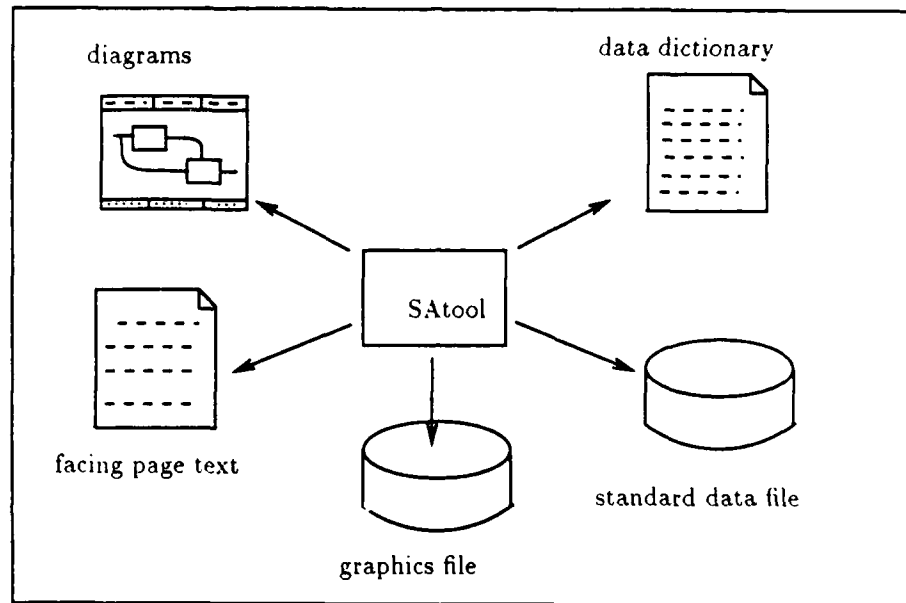 diagrams
data dictionary
SAtool
facing page text
standard data file
graphics file